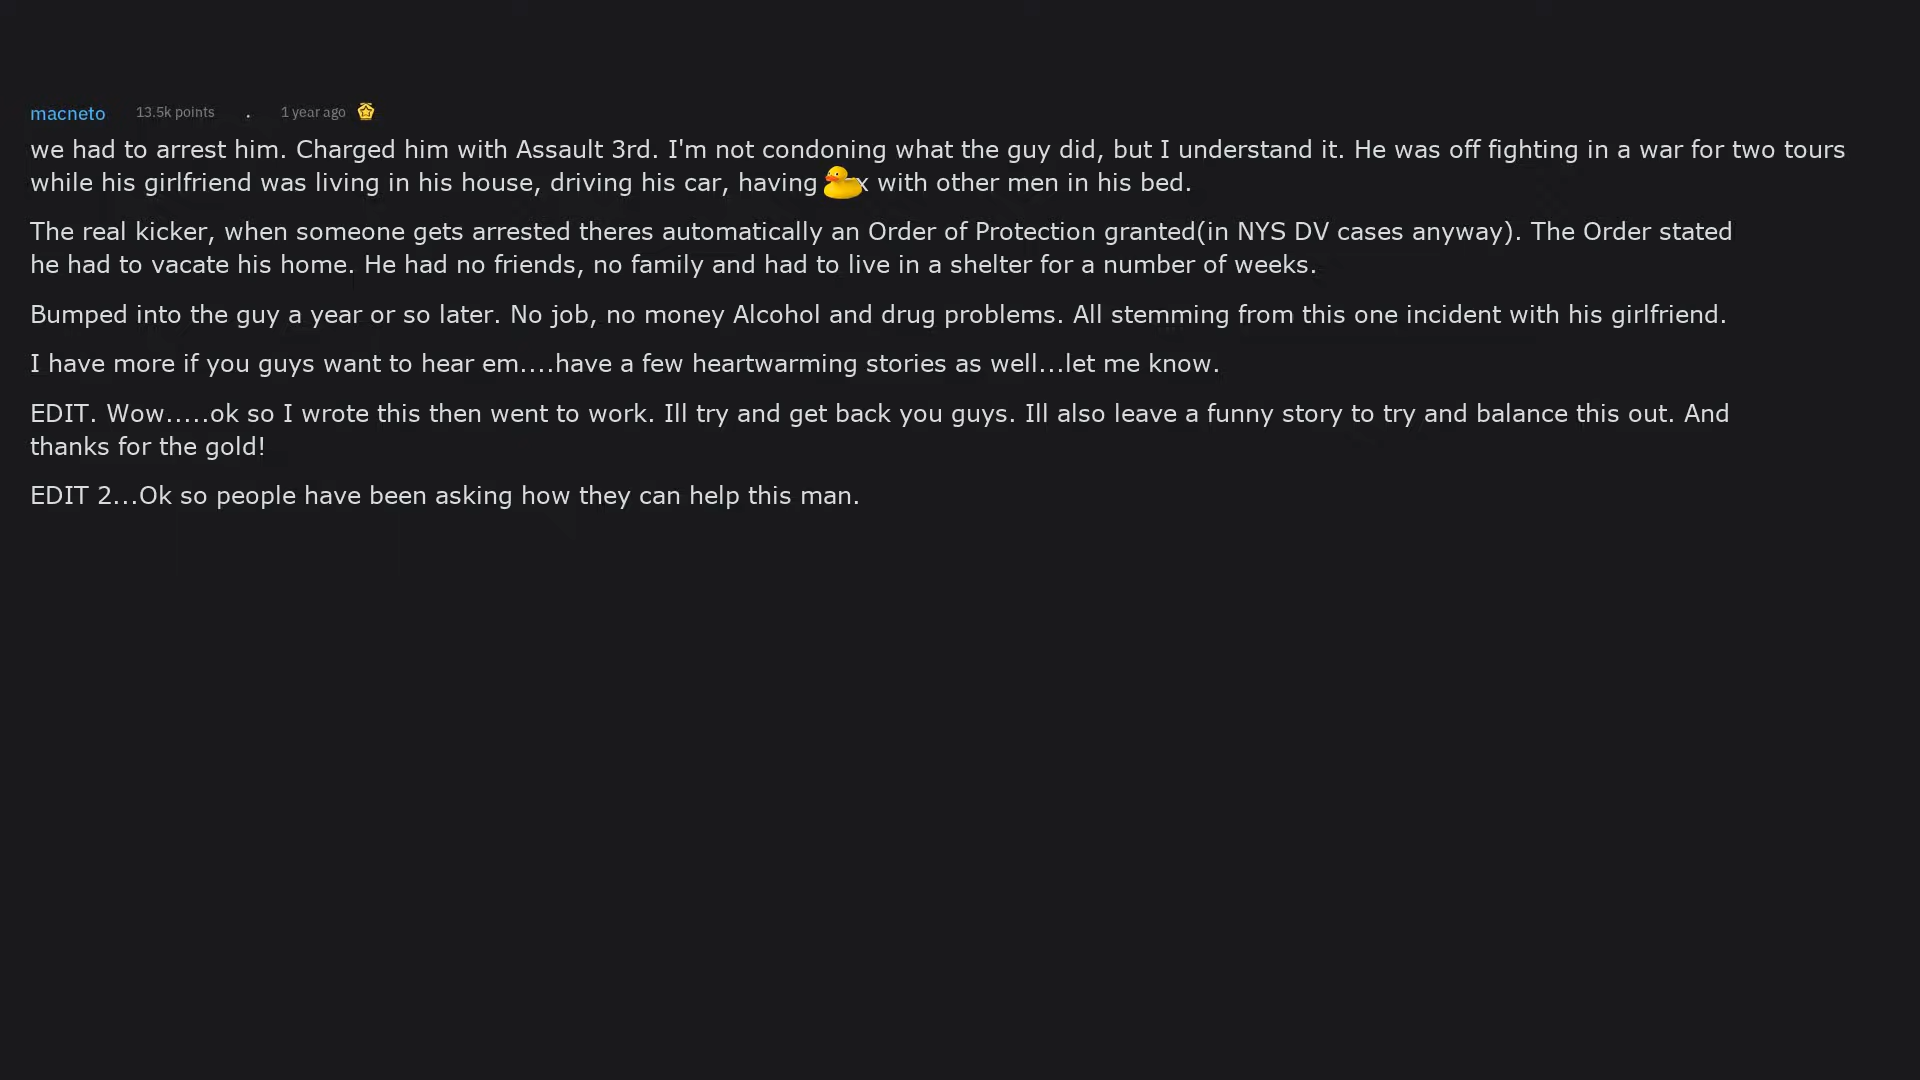 macneto 13.5k points . 1 year ago
we had to arrest him. Charged him with Assault 3rd. I'm not condoning what the guy did, but I understand it. He was off fighting in a war for two tours
while his girlfriend was living in his house, driving his car, having x with other men in his bed.
The real kicker, when someone gets arrested theres automatically an Order of Protection granted(in NYS DV cases anyway). The Order stated
he had to vacate his home. He had no friends, no family and had to live in a shelter for a number of weeks.
Bumped into the guy a year or so later. No job, no money Alcohol and drug problems. All stemming from this one incident with his girlfriend.
I have more if you guys want to hear em....have a few heartwarming stories as well...let me know.
EDIT. Wow.....ok so I wrote this then went to work. Ill try and get back you guys. Ill also leave a funny story to try and balance this out. And
thanks for the gold!
EDIT 2...Ok so people have been asking how they can help this man.